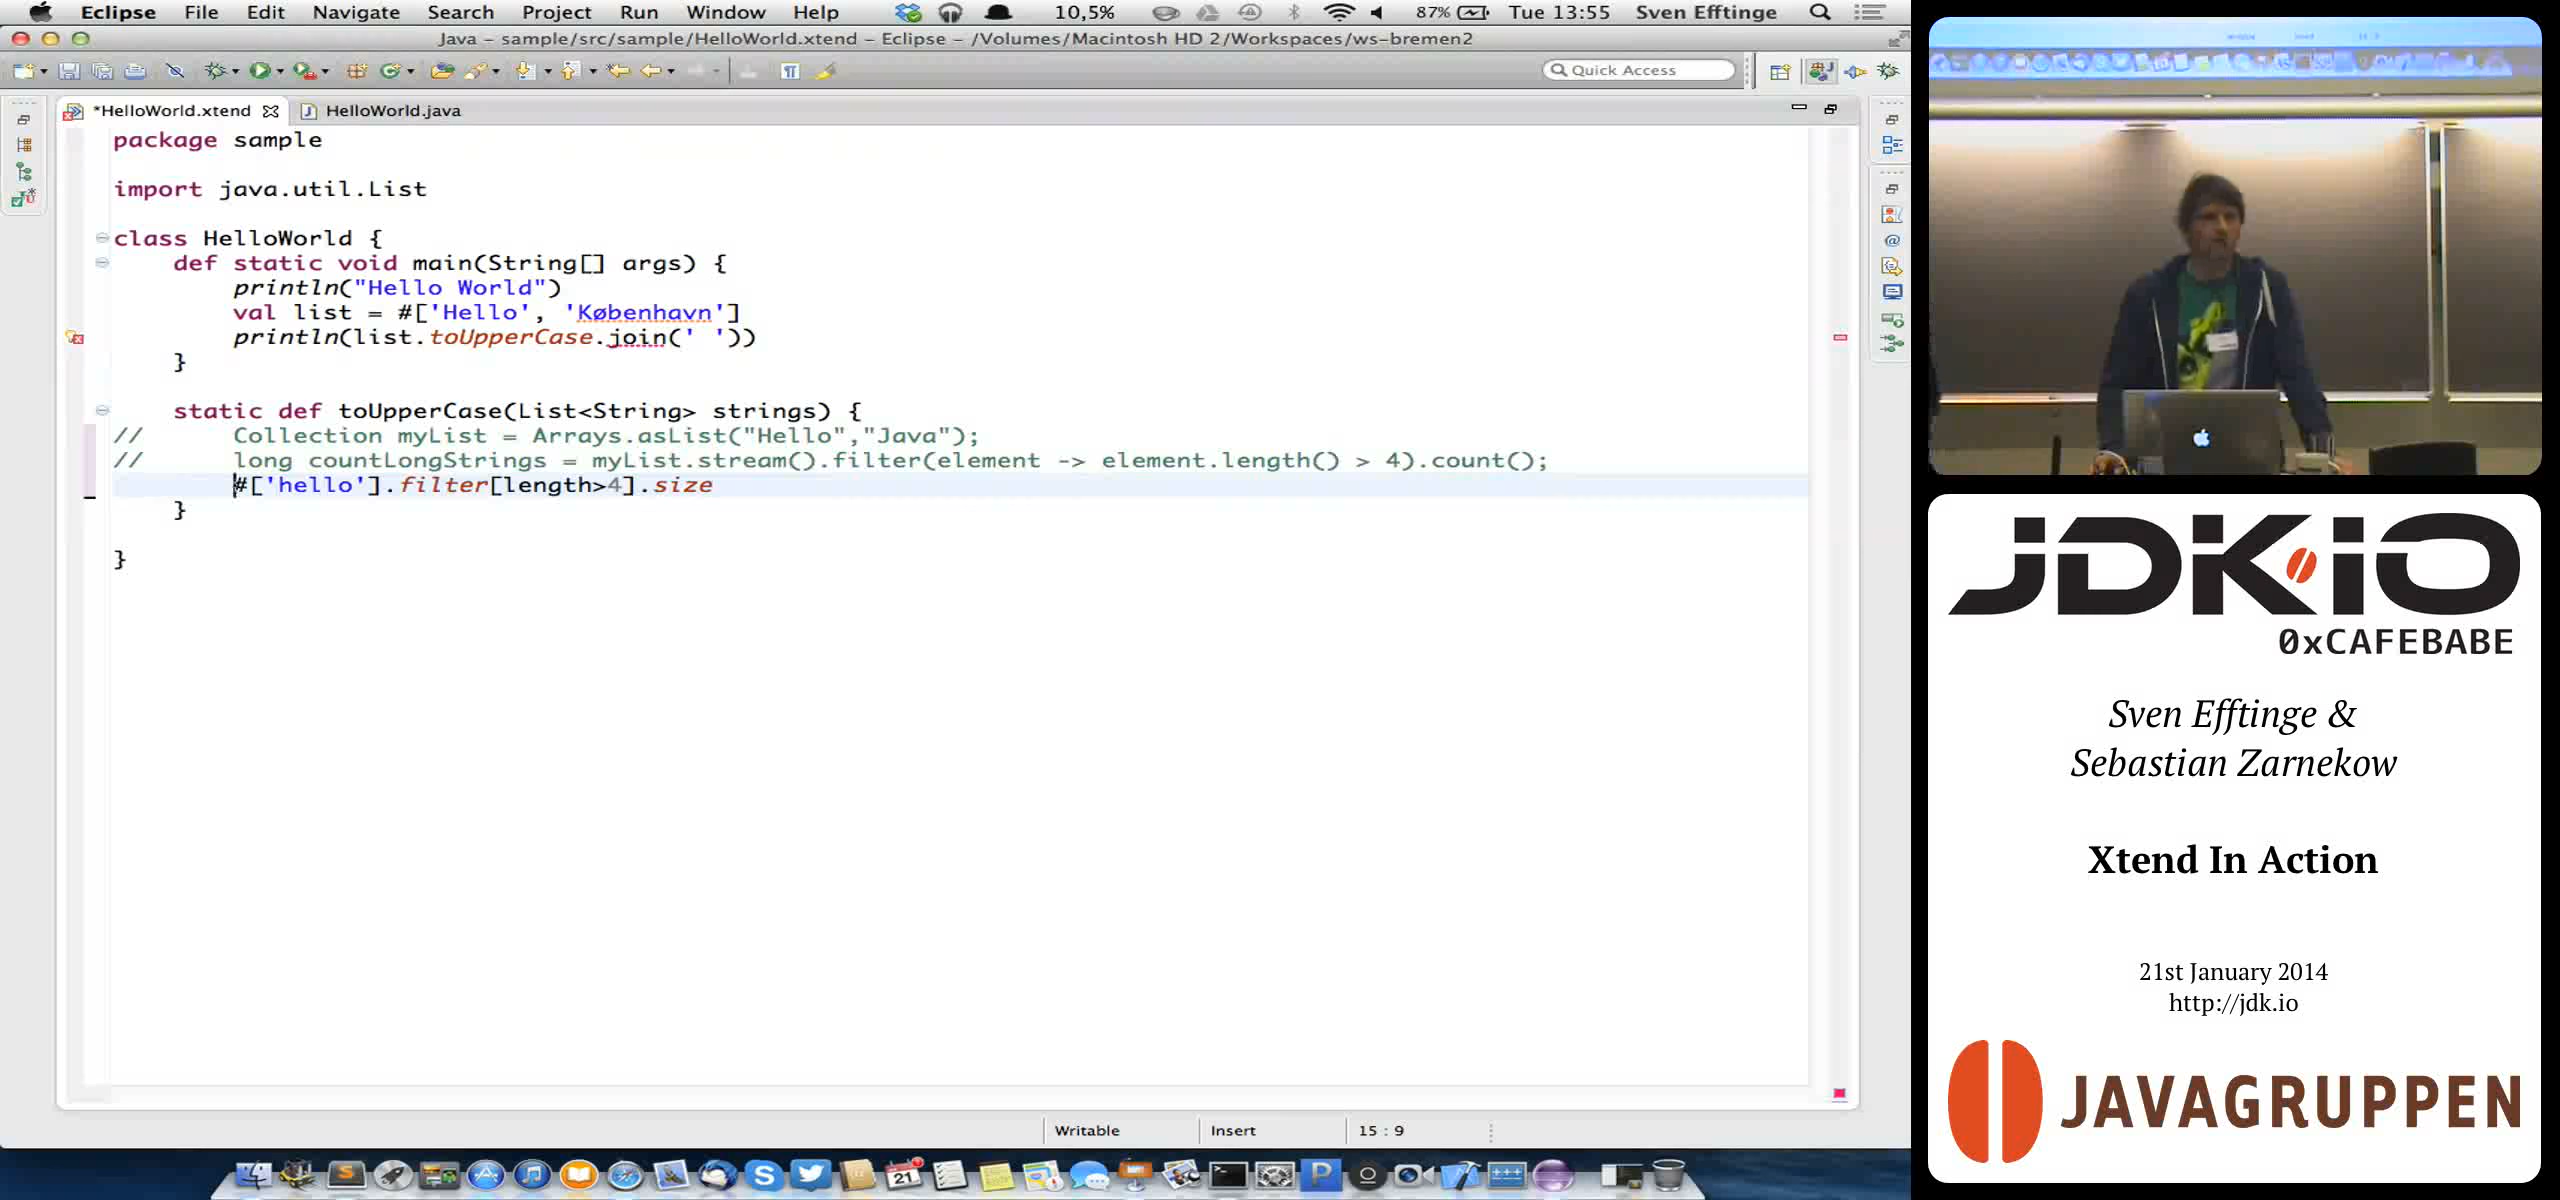 Eclipse File Edit Navigate Search Project Run Window Help 10,5% 87% Tue 13:55 Sven Efftinge
Java – sample/src/sample/HelloWorld.xtend – Eclipse – /Volumes/Macintosh HD 2/Workspaces/ws-bremen2
Quick Access
*HelloWorld.xtend HelloWorld.java
package sample
import java.util.List
class HelloWorld {
def static void main(String[] args) {
println("Hello World")
val list = #['Hello', 'København']
println(list.toUpperCase.join(' '))
}
static def toUpperCase(List<String> strings) {
// Collection myList = Arrays.asList("Hello","Java");
// long countLongStrings = myList.stream().filter(element -> element.length() > 4).count();
#['hello'].filter[length>4].size
}
}
Writable Insert 15 : 9
21
JDK.IO
0xCAFEBABE
Sven Efftinge &
Sebastian Zarnekow
Xtend In Action
21st January 2014
http://jdk.io
JAVAGRUPPEN